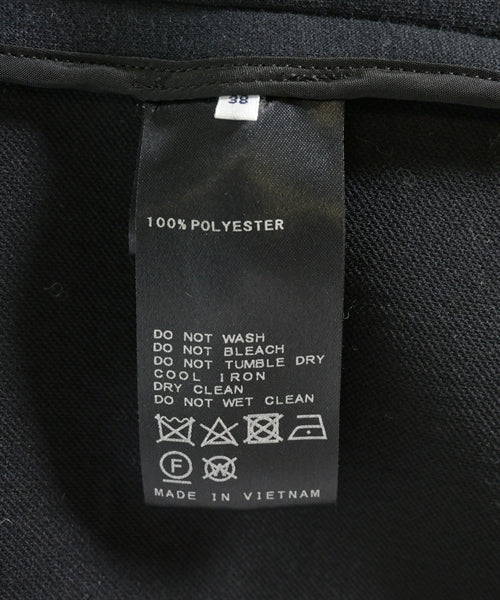 38
100% POLYESTER
DO NOT WASH
DO NOT BLEACH
DO NOT TUMBLE DRY
COOL IRON
DRY CLEAN
DO NOT WET CLEAN
F W
MADE IN VIETNAM